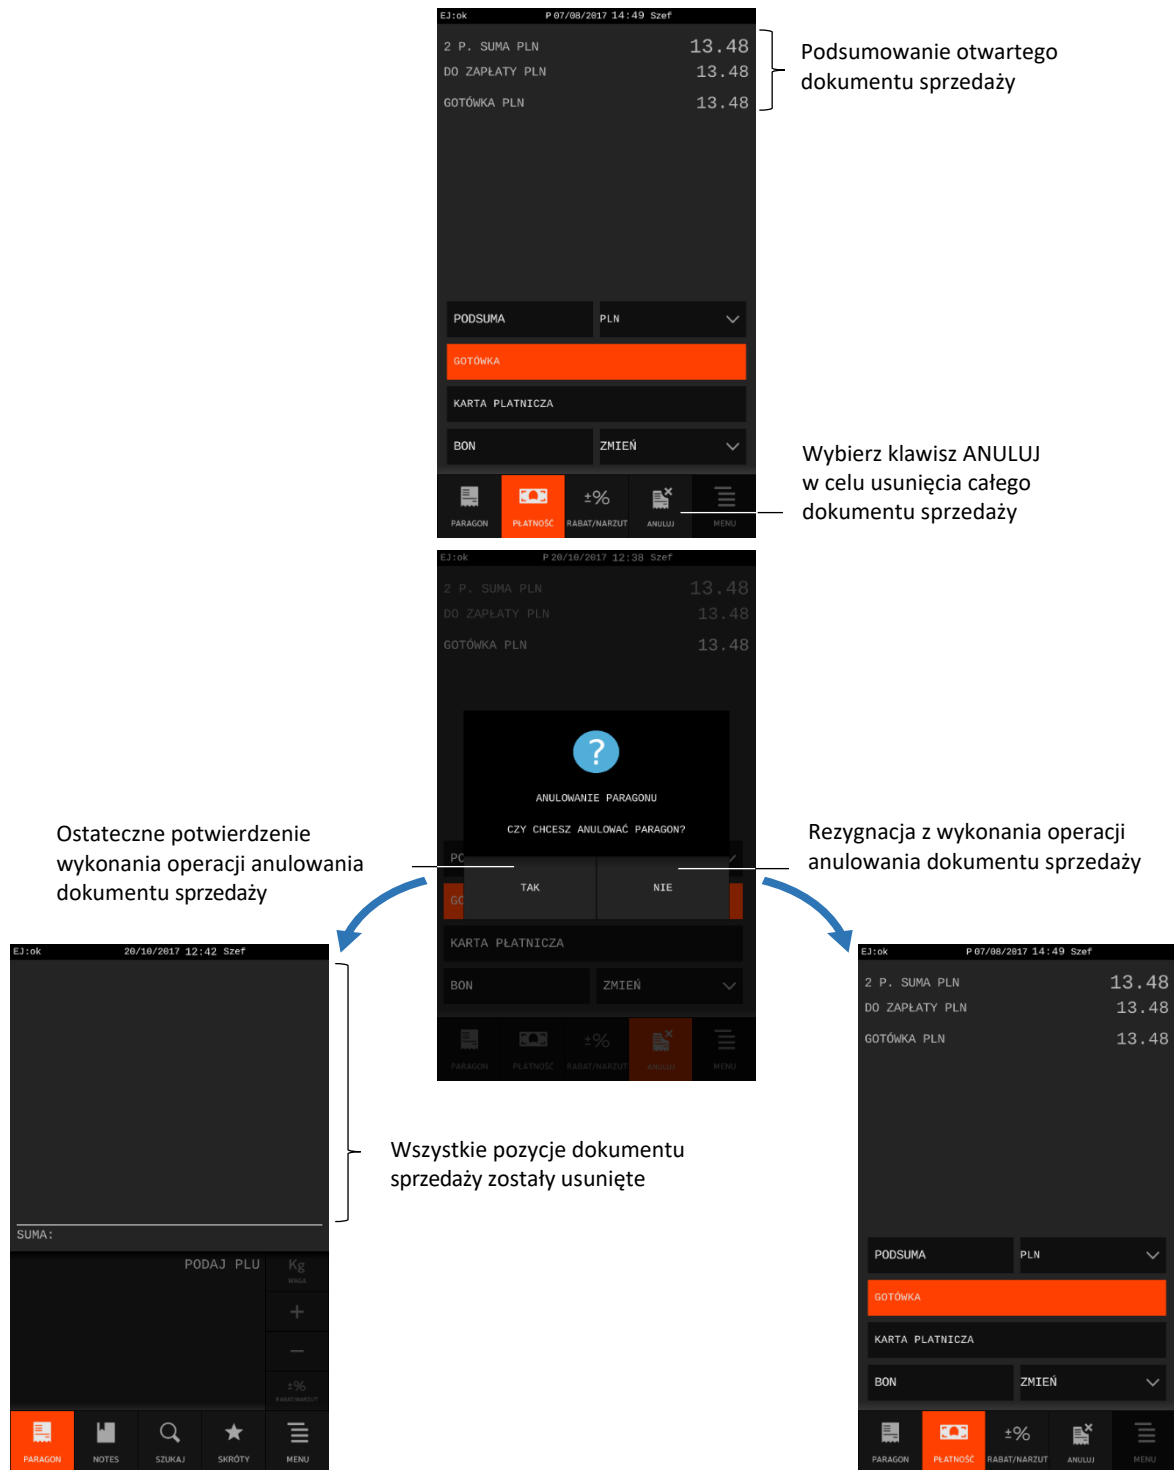 EJ:ok P 07/08/2017 14:49 Szef
2 P. SUMA PLN 13.48
DO ZAPŁATY PLN 13.48
GOTÓWKA PLN 13.48
Podsumowanie otwartego
dokumentu sprzedaży
PODSUMA PLN
GOTÓWKA
KARTA PŁATNICZA
BON ZMIEŃ
±%
PARAGON PŁATNOŚĆ RABAT/NARZUT ANULUJ MENU
Wybierz klawisz ANULUJ
w celu usunięcia całego
dokumentu sprzedaży
EJ:ok P 20/10/2017 12:38 Szef
2 P. SUMA PLN 13.48
DO ZAPŁATY PLN 13.48
GOTÓWKA PLN 13.48
?
ANULOWANIE PARAGONU
CZY CHCESZ ANULOWAĆ PARAGON?
PO
TAK NIE
GO
KARTA PŁATNICZA
BON ZMIEŃ
±%
PARAGON PŁATNOŚĆ RABAT/NARZUT ANULUJ MENU
Ostateczne potwierdzenie
wykonania operacji anulowania
dokumentu sprzedaży
Rezygnacja z wykonania operacji
anulowania dokumentu sprzedaży
EJ:ok 20/10/2017 12:42 Szef
SUMA:
PODAJ PLU Kg
WAGA
+
−
±%
RABAT/NARZUT
PARAGON NOTES SZUKAJ SKRÓTY MENU
Wszystkie pozycje dokumentu
sprzedaży zostały usunięte
EJ:ok P 07/08/2017 14:49 Szef
2 P. SUMA PLN 13.48
DO ZAPŁATY PLN 13.48
GOTÓWKA PLN 13.48
PODSUMA PLN
GOTÓWKA
KARTA PŁATNICZA
BON ZMIEŃ
±%
PARAGON PŁATNOŚĆ RABAT/NARZUT ANULUJ MENU